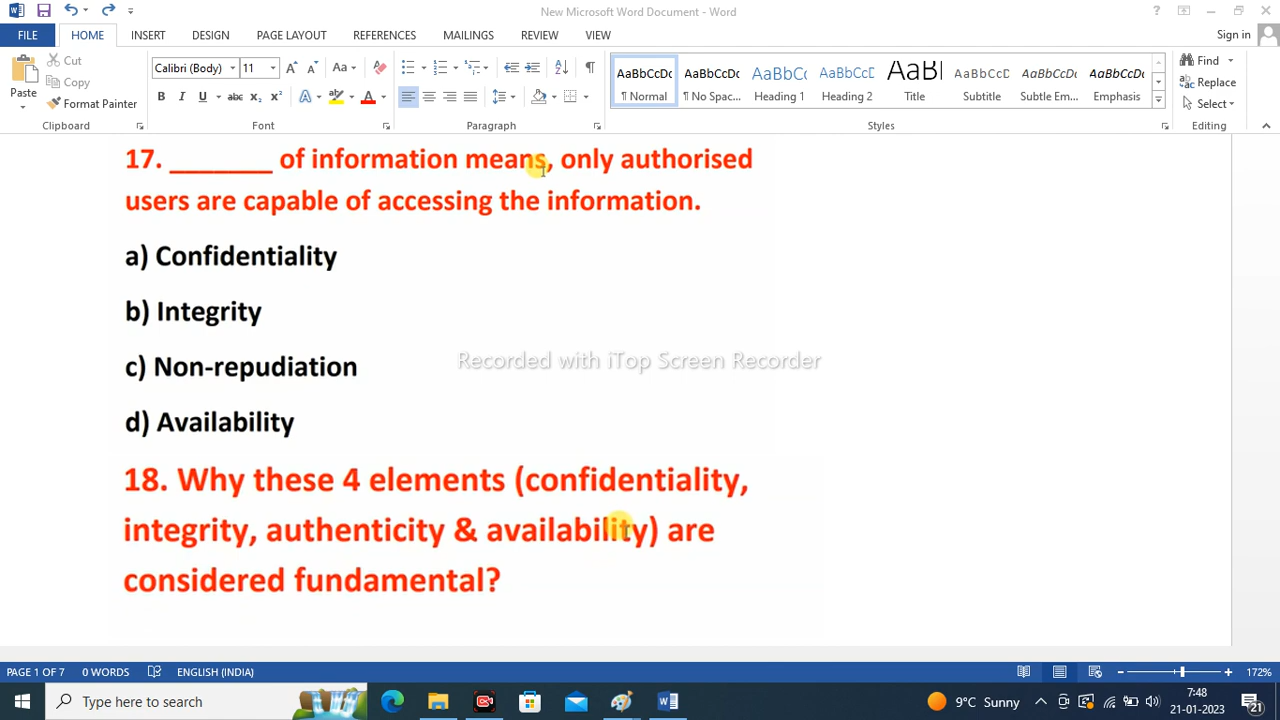 New Microsoft Word Document - Word
?
FILE HOME INSERT DESIGN PAGE LAYOUT REFERENCES MAILINGS REVIEW VIEW Sign in
Paste
Cut
Copy
Format Painter
Clipboard
Calibri (Body) 11
Font
Paragraph
AaBbCcDc AaBbCcDc AaBbCc AaBbCcD AaBl AaBbCcD AaBbCcDc AaBbCcDc
¶ Normal ¶ No Spac... Heading 1 Heading 2 Title Subtitle Subtle Em... Emphasis
Styles
Find
Replace
Select
Editing
17. _______ of information means, only authorised
users are capable of accessing the information.
a) Confidentiality
b) Integrity
c) Non-repudiation
Recorded with iTop Screen Recorder
d) Availability
18. Why these 4 elements (confidentiality,
integrity, authenticity & availability) are
considered fundamental?
PAGE 1 OF 7 0 WORDS ENGLISH (INDIA) 172%
Type here to search
9°C Sunny
7:48
21-01-2023
21